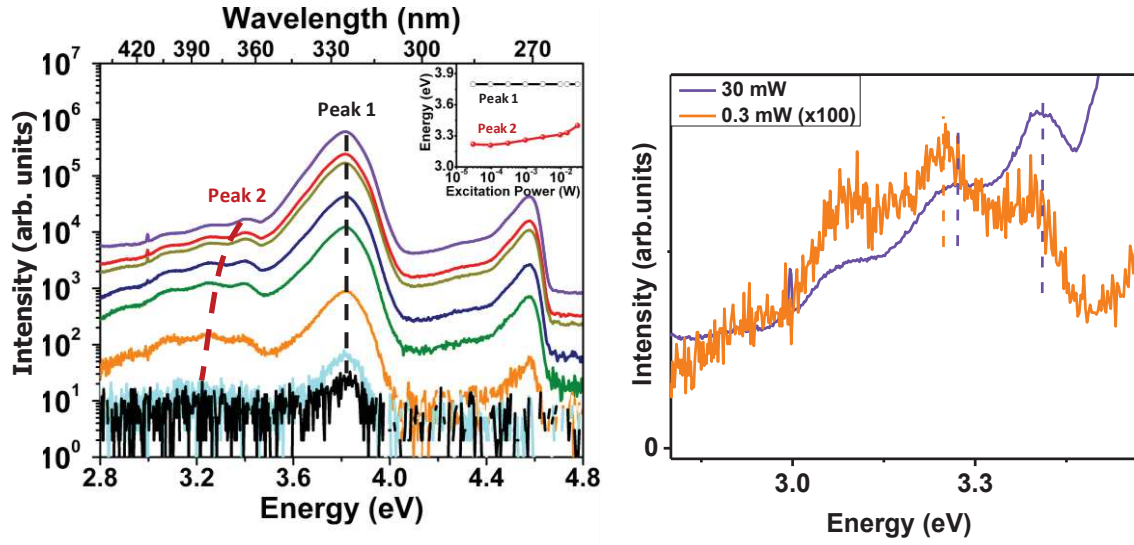 Wavelength (nm)
420 380 360 320 300 270
10^7
10^6
10^5
10^4
10^3
10^2
10^1
10^0
Intensity (arb. units)
Peak 1
Peak 2
3.9
3.6
3.3
3.0
Energy (eV)
Peak 1
Peak 2
10^-5 10^-4 10^-3 10^-2
Excitation Power (W)
2.8 3.2 3.6 4.0 4.4 4.8
Energy (eV)
30 mW
0.3 mW (x100)
Intensity (arb.units)
0
3.0 3.3
Energy (eV)